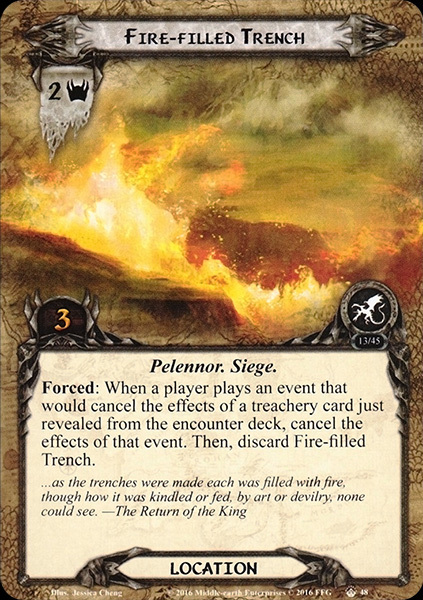 FIRE-FILLED TRENCH
2
3
13/45
Pelennor. Siege.
Forced: When a player plays an event that
would cancel the effects of a treachery card just
revealed from the encounter deck, cancel the
effects of that event. Then, discard Fire-filled
Trench.
...as the trenches were made each was filled with fire,
though how it was kindled or fed, by art or devilry, none
could see. —The Return of the King
LOCATION
Illus. Jessica Cheng © 2016 Middle-earth Enterprises © 2016 FFG 48